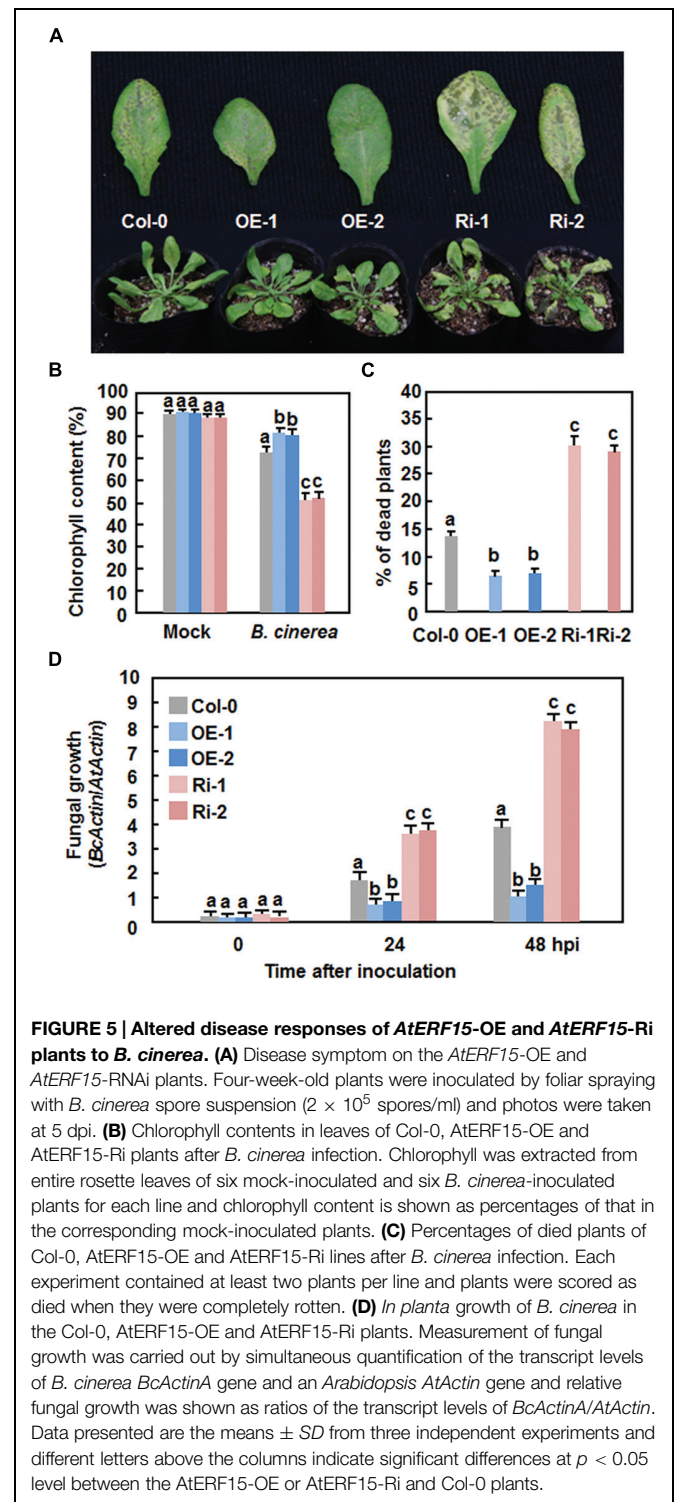 A
Col-0 OE-1 OE-2 Ri-1 Ri-2
B
Chlorophyll content (%)
100
90
80
70
60
50
40
30
20
10
0
a a a a a
a b b c c
Mock B. cinerea
C
% of dead plants
40
35
30
25
20
15
10
5
0
a b b c c
Col-0 OE-1 OE-2 Ri-1 Ri-2
D
Fungal growth
(BcActin/AtActin)
10
9
8
7
6
5
4
3
2
1
0
Col-0
OE-1
OE-2
Ri-1
Ri-2
a a a a a
a b b c c
a b b c c
0 24 48 hpi
Time after inoculation
FIGURE 5 | Altered disease responses of AtERF15-OE and AtERF15-Ri
plants to B. cinerea. (A) Disease symptom on the AtERF15-OE and
AtERF15-RNAi plants. Four-week-old plants were inoculated by foliar spraying
with B. cinerea spore suspension (2 × 10⁵ spores/ml) and photos were taken
at 5 dpi. (B) Chlorophyll contents in leaves of Col-0, AtERF15-OE and
AtERF15-Ri plants after B. cinerea infection. Chlorophyll was extracted from
entire rosette leaves of six mock-inoculated and six B. cinerea-inoculated
plants for each line and chlorophyll content is shown as percentages of that in
the corresponding mock-inoculated plants. (C) Percentages of died plants of
Col-0, AtERF15-OE and AtERF15-Ri lines after B. cinerea infection. Each
experiment contained at least two plants per line and plants were scored as
died when they were completely rotten. (D) In planta growth of B. cinerea in
the Col-0, AtERF15-OE and AtERF15-Ri plants. Measurement of fungal
growth was carried out by simultaneous quantification of the transcript levels
of B. cinerea BcActinA gene and an Arabidopsis AtActin gene and relative
fungal growth was shown as ratios of the transcript levels of BcActinA/AtActin.
Data presented are the means ± SD from three independent experiments and
different letters above the columns indicate significant differences at p < 0.05
level between the AtERF15-OE or AtERF15-Ri and Col-0 plants.